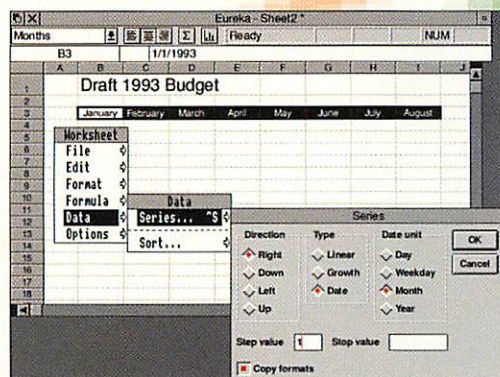 Eureka - Sheet2 *
Months Σ Ready NUM
B3 1/1/1993
A B C D E F G H I J
1 Draft 1993 Budget
2
3 January February March April May June July August
4
5
6
7
8
9
10
11
12
13
14
15
16
17
18
Worksheet
File
Edit
Format
Formula
Data
Options
Data
Series... ^S
Sort...
Series
Direction Type Date unit
Right Linear Day OK
Down Growth Weekday Cancel
Left Date Month
Up Year
Step value 1 Stop value
Copy formats